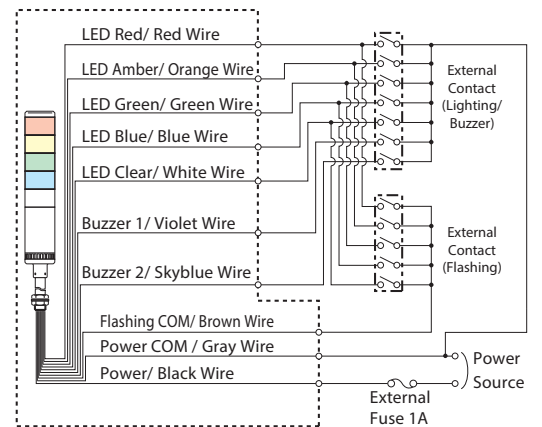 LED Red/ Red Wire
LED Amber/ Orange Wire
LED Green/ Green Wire
LED Blue/ Blue Wire
LED Clear/ White Wire
Buzzer 1/ Violet Wire
Buzzer 2/ Skyblue Wire
Flashing COM/ Brown Wire
Power COM / Gray Wire
Power/ Black Wire
External
Contact
(Lighting/
Buzzer)
External
Contact
(Flashing)
Power
Source
External
Fuse 1A